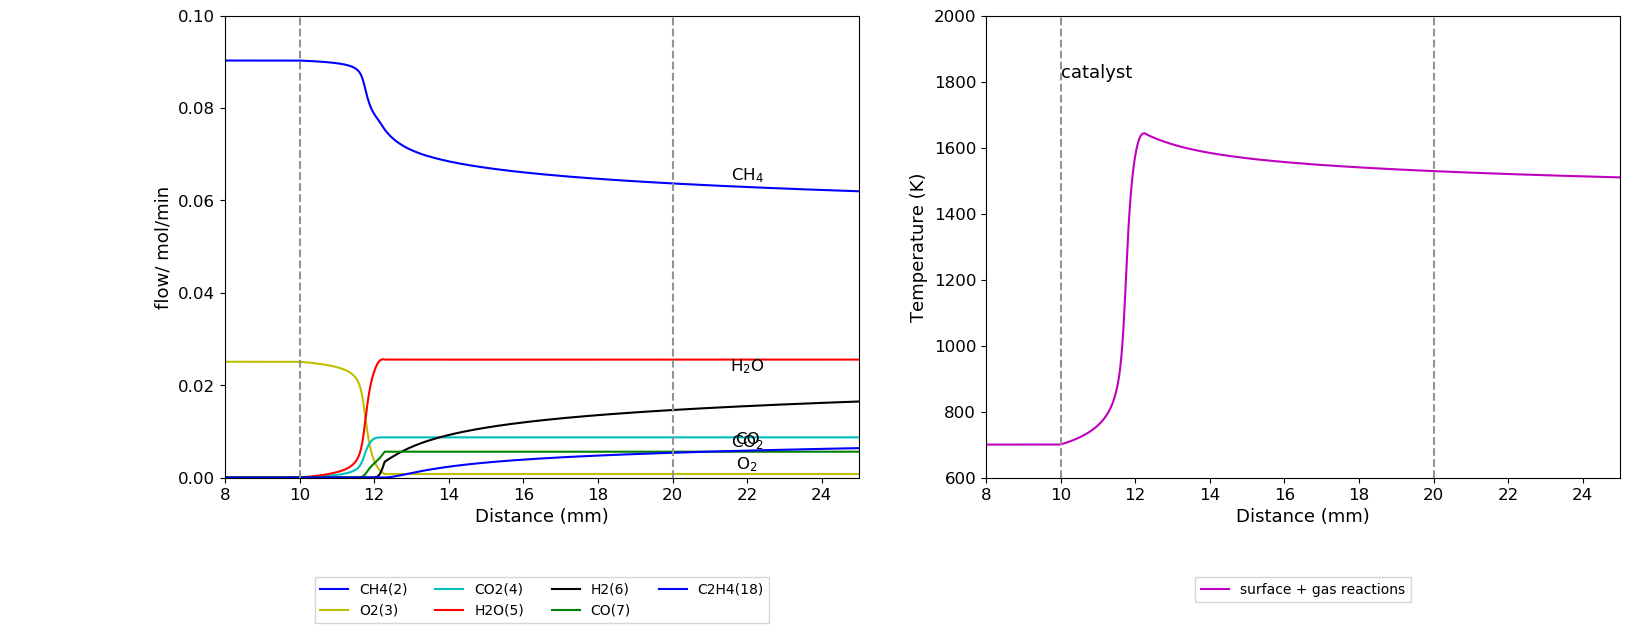 0.10
0.08
0.06
0.04
0.02
0.00
flow/ mol/min
CH₄
H₂O
CO
CO₂
O₂
8 10 12 14 16 18 20 22 24
Distance (mm)
CH4(2) CO2(4) H2(6) C2H4(18)
O2(3) H2O(5) CO(7)
2000
1800
1600
1400
1200
1000
800
600
Temperature (K)
catalyst
8 10 12 14 16 18 20 22 24
Distance (mm)
surface + gas reactions